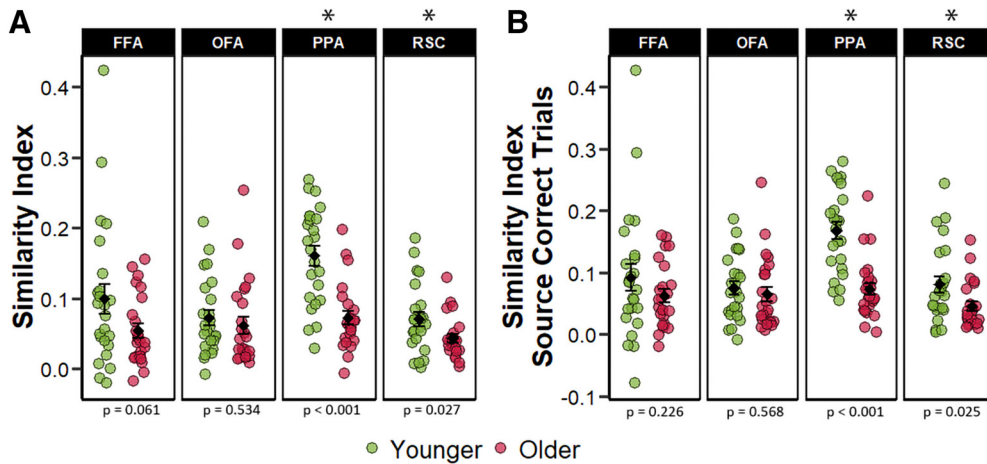 A
* *
FFA OFA PPA RSC
Similarity Index
0.4
0.3
0.2
0.1
0.0
p = 0.061 p = 0.534 p < 0.001 p = 0.027
B
* *
FFA OFA PPA RSC
Similarity Index
Source Correct Trials
0.4
0.3
0.2
0.1
0.0
-0.1
p = 0.226 p = 0.568 p < 0.001 p = 0.025
Younger Older